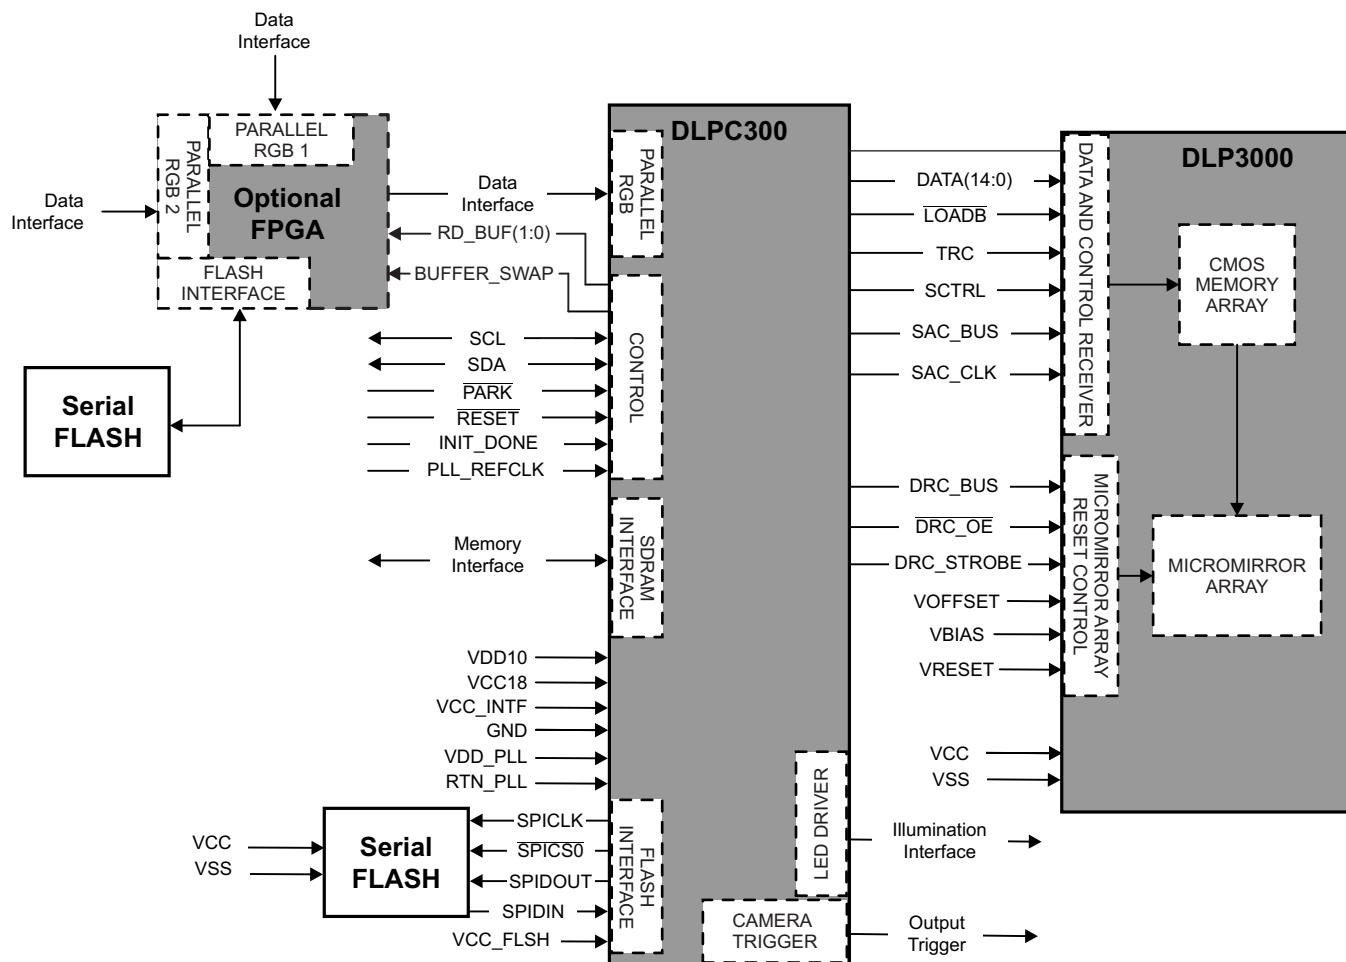 Data
Interface
PARALLEL
RGB 1
PARALLEL
RGB 2
Data
Interface
Optional
FPGA
FLASH
INTERFACE
Serial
FLASH
DLPC300
PARALLEL
RGB
Data
Interface
RD_BUF(1:0)
BUFFER_SWAP
CONTROL
SCL
SDA
PARK
RESET
INIT_DONE
PLL_REFCLK
SDRAM
INTERFACE
Memory
Interface
VDD10
VCC18
VCC_INTF
GND
VDD_PLL
RTN_PLL
FLASH
INTERFACE
SPICLK
SPICS0
SPIDOUT
SPIDIN
VCC_FLSH
VCC
VSS
Serial
FLASH
LED DRIVER
CAMERA
TRIGGER
Illumination
Interface
Output
Trigger
DLP3000
DATA AND CONTROL RECEIVER
DATA(14:0)
LOADB
TRC
SCTRL
SAC_BUS
SAC_CLK
CMOS
MEMORY
ARRAY
MICROMIRROR ARRAY
RESET CONTROL
DRC_BUS
DRC_OE
DRC_STROBE
VOFFSET
VBIAS
VRESET
MICROMIRROR
ARRAY
VCC
VSS